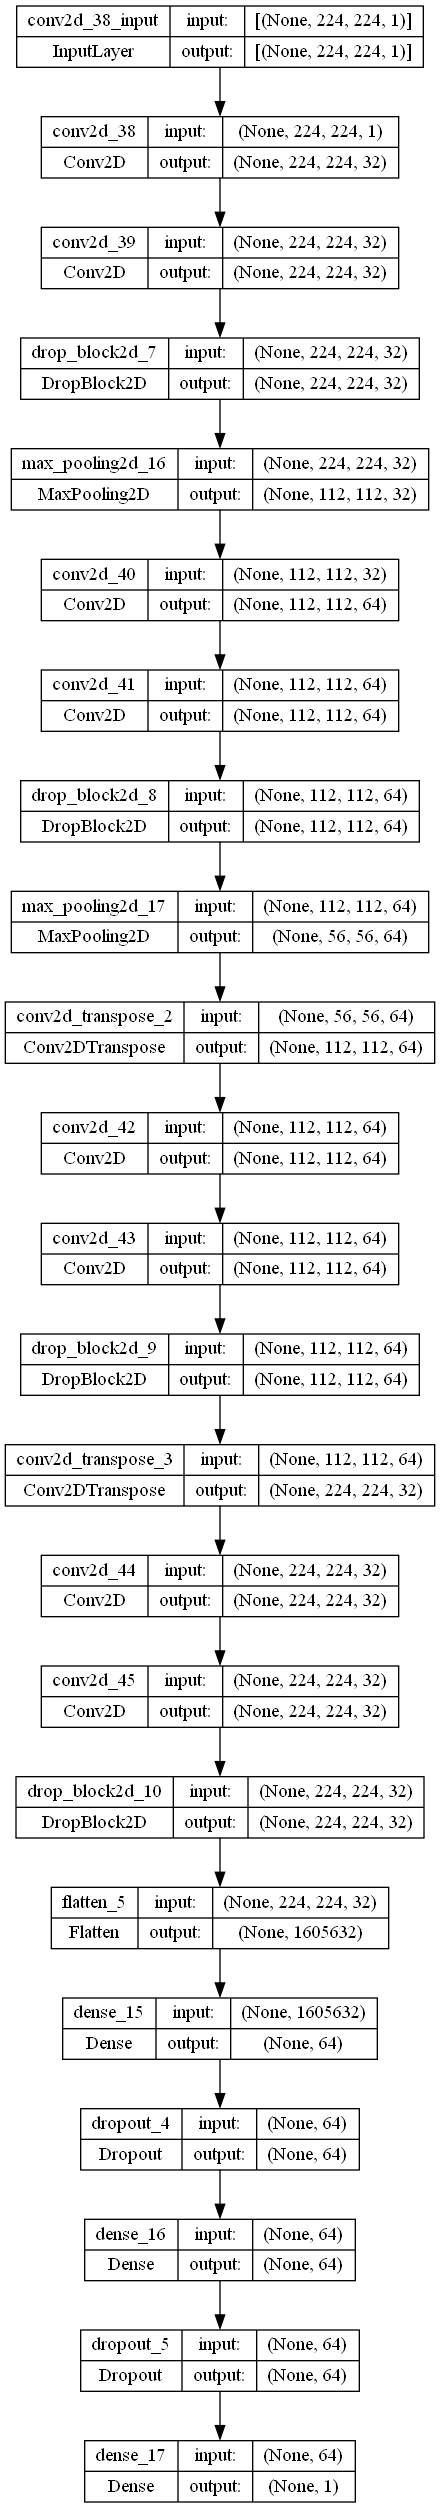 conv2d_38_input input: [(None, 224, 224, 1)]
InputLayer output: [(None, 224, 224, 1)]
conv2d_38 input: (None, 224, 224, 1)
Conv2D output: (None, 224, 224, 32)
conv2d_39 input: (None, 224, 224, 32)
Conv2D output: (None, 224, 224, 32)
drop_block2d_7 input: (None, 224, 224, 32)
DropBlock2D output: (None, 224, 224, 32)
max_pooling2d_16 input: (None, 224, 224, 32)
MaxPooling2D output: (None, 112, 112, 32)
conv2d_40 input: (None, 112, 112, 32)
Conv2D output: (None, 112, 112, 64)
conv2d_41 input: (None, 112, 112, 64)
Conv2D output: (None, 112, 112, 64)
drop_block2d_8 input: (None, 112, 112, 64)
DropBlock2D output: (None, 112, 112, 64)
max_pooling2d_17 input: (None, 112, 112, 64)
MaxPooling2D output: (None, 56, 56, 64)
conv2d_transpose_2 input: (None, 56, 56, 64)
Conv2DTranspose output: (None, 112, 112, 64)
conv2d_42 input: (None, 112, 112, 64)
Conv2D output: (None, 112, 112, 64)
conv2d_43 input: (None, 112, 112, 64)
Conv2D output: (None, 112, 112, 64)
drop_block2d_9 input: (None, 112, 112, 64)
DropBlock2D output: (None, 112, 112, 64)
conv2d_transpose_3 input: (None, 112, 112, 64)
Conv2DTranspose output: (None, 224, 224, 32)
conv2d_44 input: (None, 224, 224, 32)
Conv2D output: (None, 224, 224, 32)
conv2d_45 input: (None, 224, 224, 32)
Conv2D output: (None, 224, 224, 32)
drop_block2d_10 input: (None, 224, 224, 32)
DropBlock2D output: (None, 224, 224, 32)
flatten_5 input: (None, 224, 224, 32)
Flatten output: (None, 1605632)
dense_15 input: (None, 1605632)
Dense output: (None, 64)
dropout_4 input: (None, 64)
Dropout output: (None, 64)
dense_16 input: (None, 64)
Dense output: (None, 64)
dropout_5 input: (None, 64)
Dropout output: (None, 64)
dense_17 input: (None, 64)
Dense output: (None, 1)